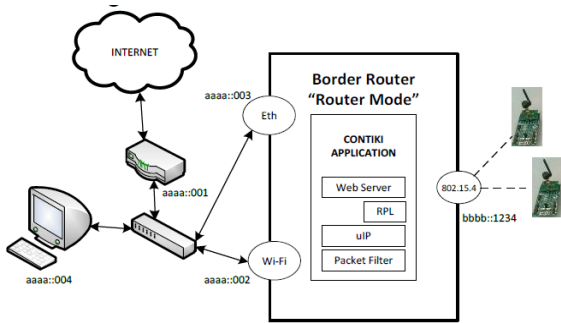 INTERNET
aaaa::003
Eth
Border Router
“Router Mode”
CONTIKI
APPLICATION
Web Server
RPL
uIP
Packet Filter
802.15.4
bbbb::1234
aaaa::001
Wi-Fi
aaaa::002
aaaa::004